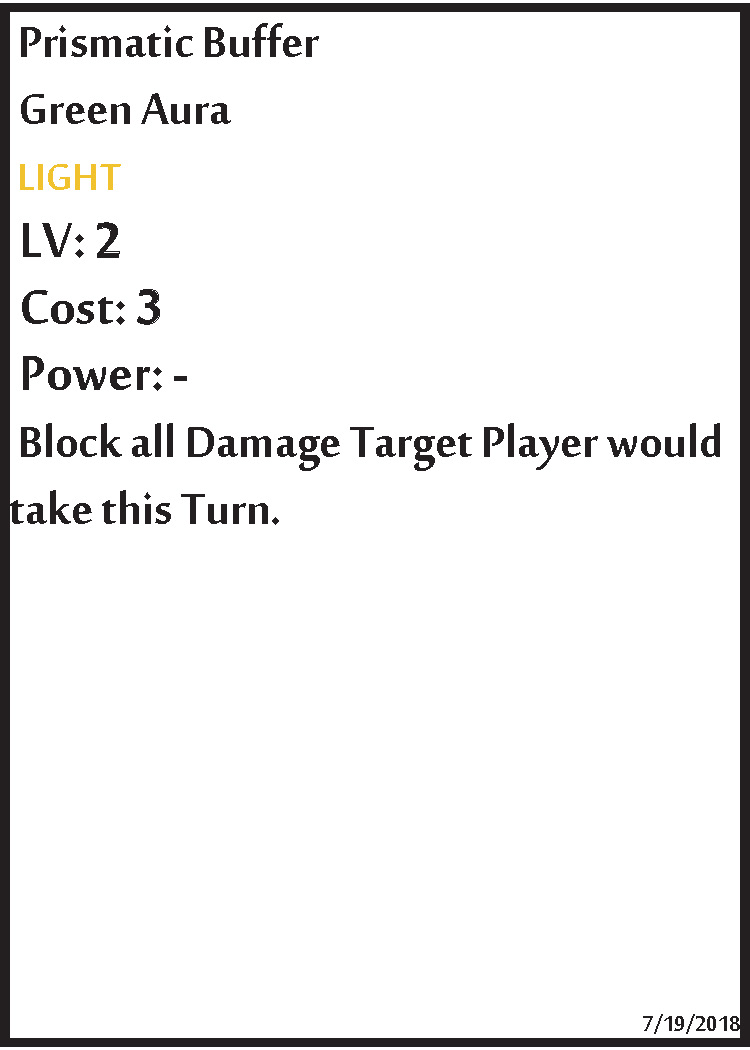 Prismatic Buffer
Green Aura
LIGHT
LV: 2
Cost: 3
Power: -
Block all Damage Target Player would
take this Turn.
7/19/2018